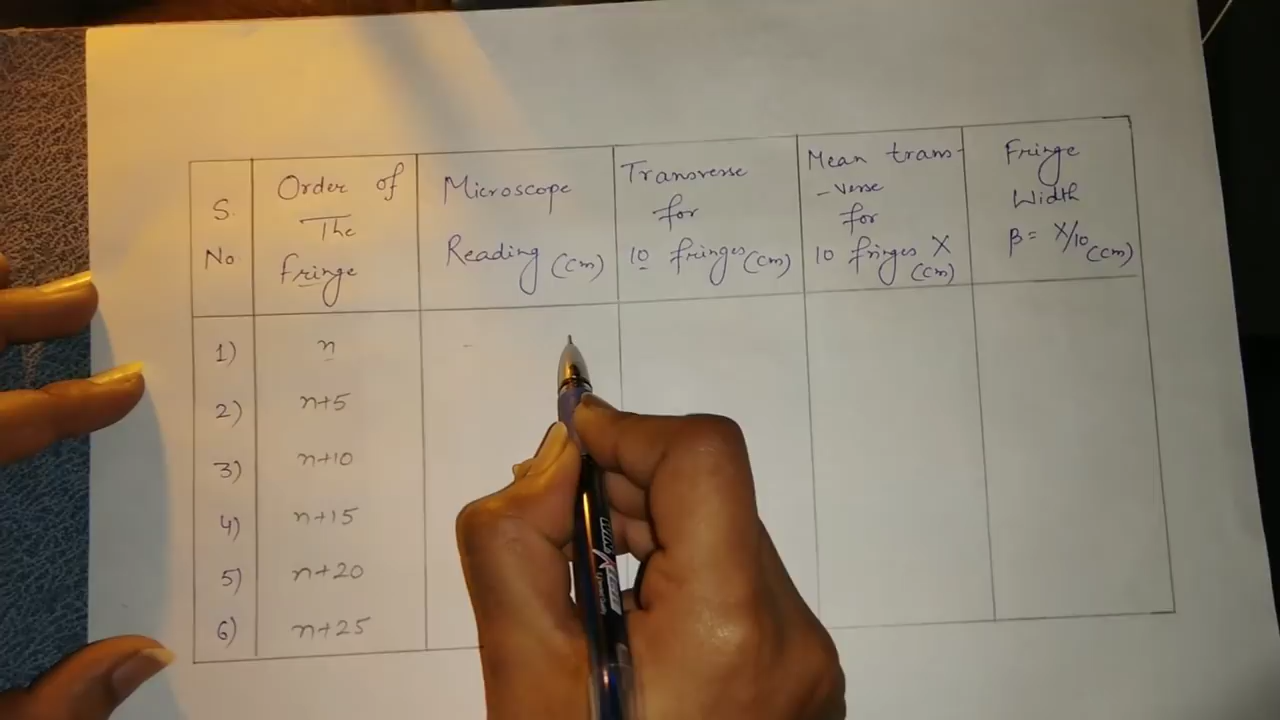 S.
No.
Order of
The
fringe
Microscope
Reading (cm)
Transverse
for
10 fringes (cm)
Mean trans-
-verse
for
10 fringes X
(cm)
Fringe
Width
β = X/10 (cm)
1) n
2) n+5
3) n+10
4) n+15
5) n+20
6) n+25